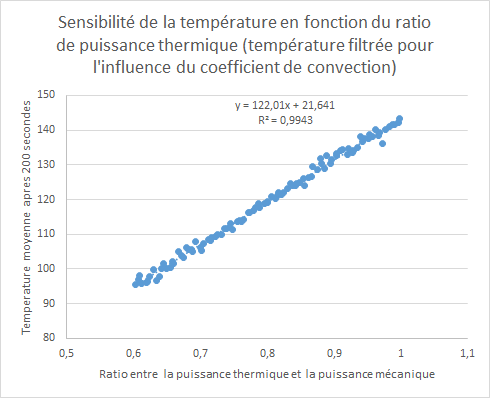 Sensibilité de la température en fonction du ratio
de puissance thermique (température filtrée pour
l'influence du coefficient de convection)
150
140
130
120
110
100
90
80
Temperature moyenne apres 200 secondes
y = 122,01x + 21,641
R² = 0,9943
0,5
0,6
0,7
0,8
0,9
1
1,1
Ratio entre la puissance thermique et la puissance mécanique